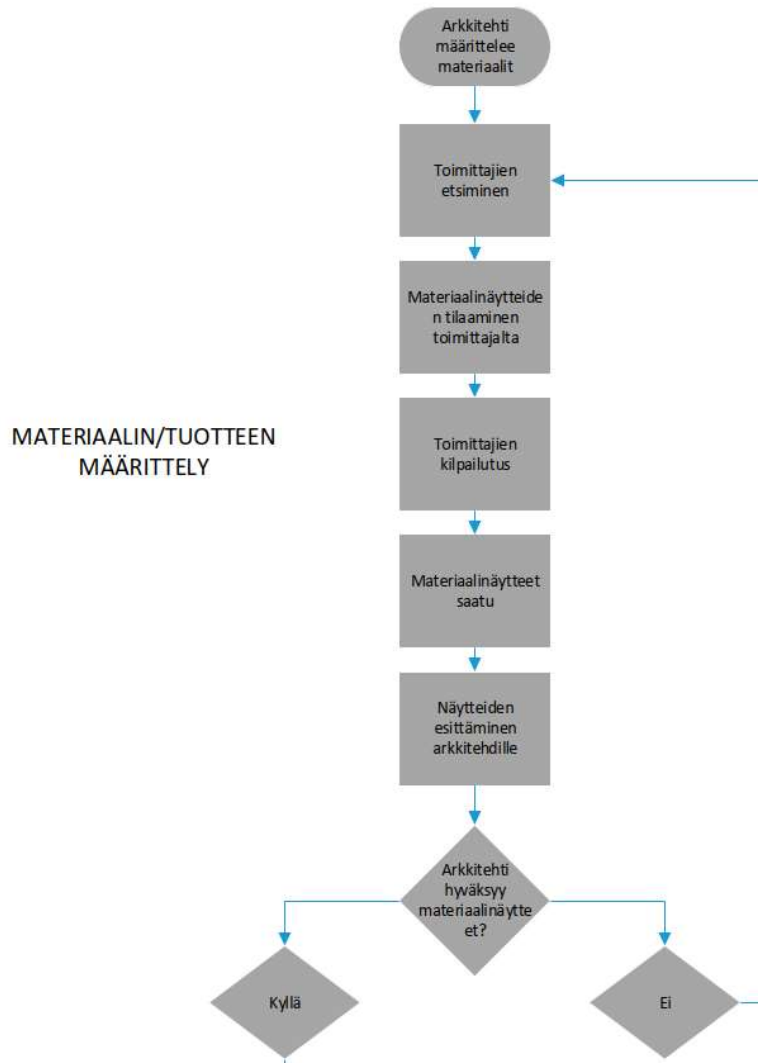 Arkkitehti
määrittelee
materiaalit
Toimittajien
etsiminen
Materiaalinäytteide
n tilaaminen
toimittajalta
MATERIAALIN/TUOTTEEN
MÄÄRITTELY
Toimittajien
kilpailutus
Materiaalinäytteet
saatu
Näytteiden
esittäminen
arkkitehdille
Arkkitehti
hyväksyy
materiaalinäytte
et?
Kyllä
Ei